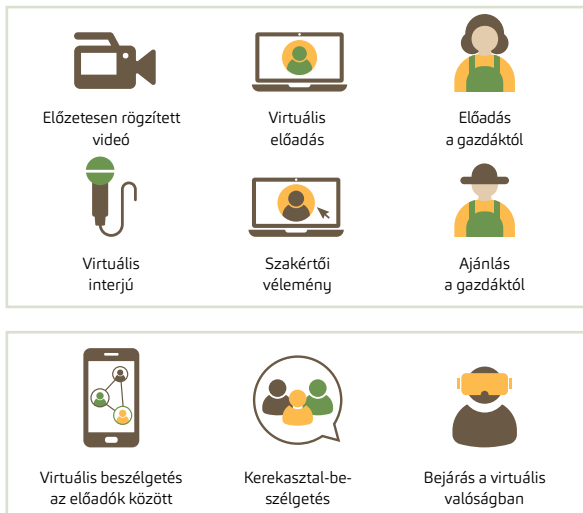 Előzetesen rögzített
videó
Virtuális
előadás
Előadás
a gazdáktól
Virtuális
interjú
Szakértői
vélemény
Ajánlás
a gazdáktól
Virtuális beszélgetés
az előadók között
Kerekasztal-be-
szélgetés
Bejárás a virtuális
valóságban